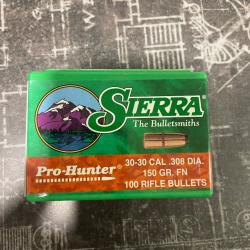 SIERRA®
The Bulletsmiths
Pro-Hunter®
30-30 CAL .308 DIA.
150 GR. FN
100 RIFLE BULLETS